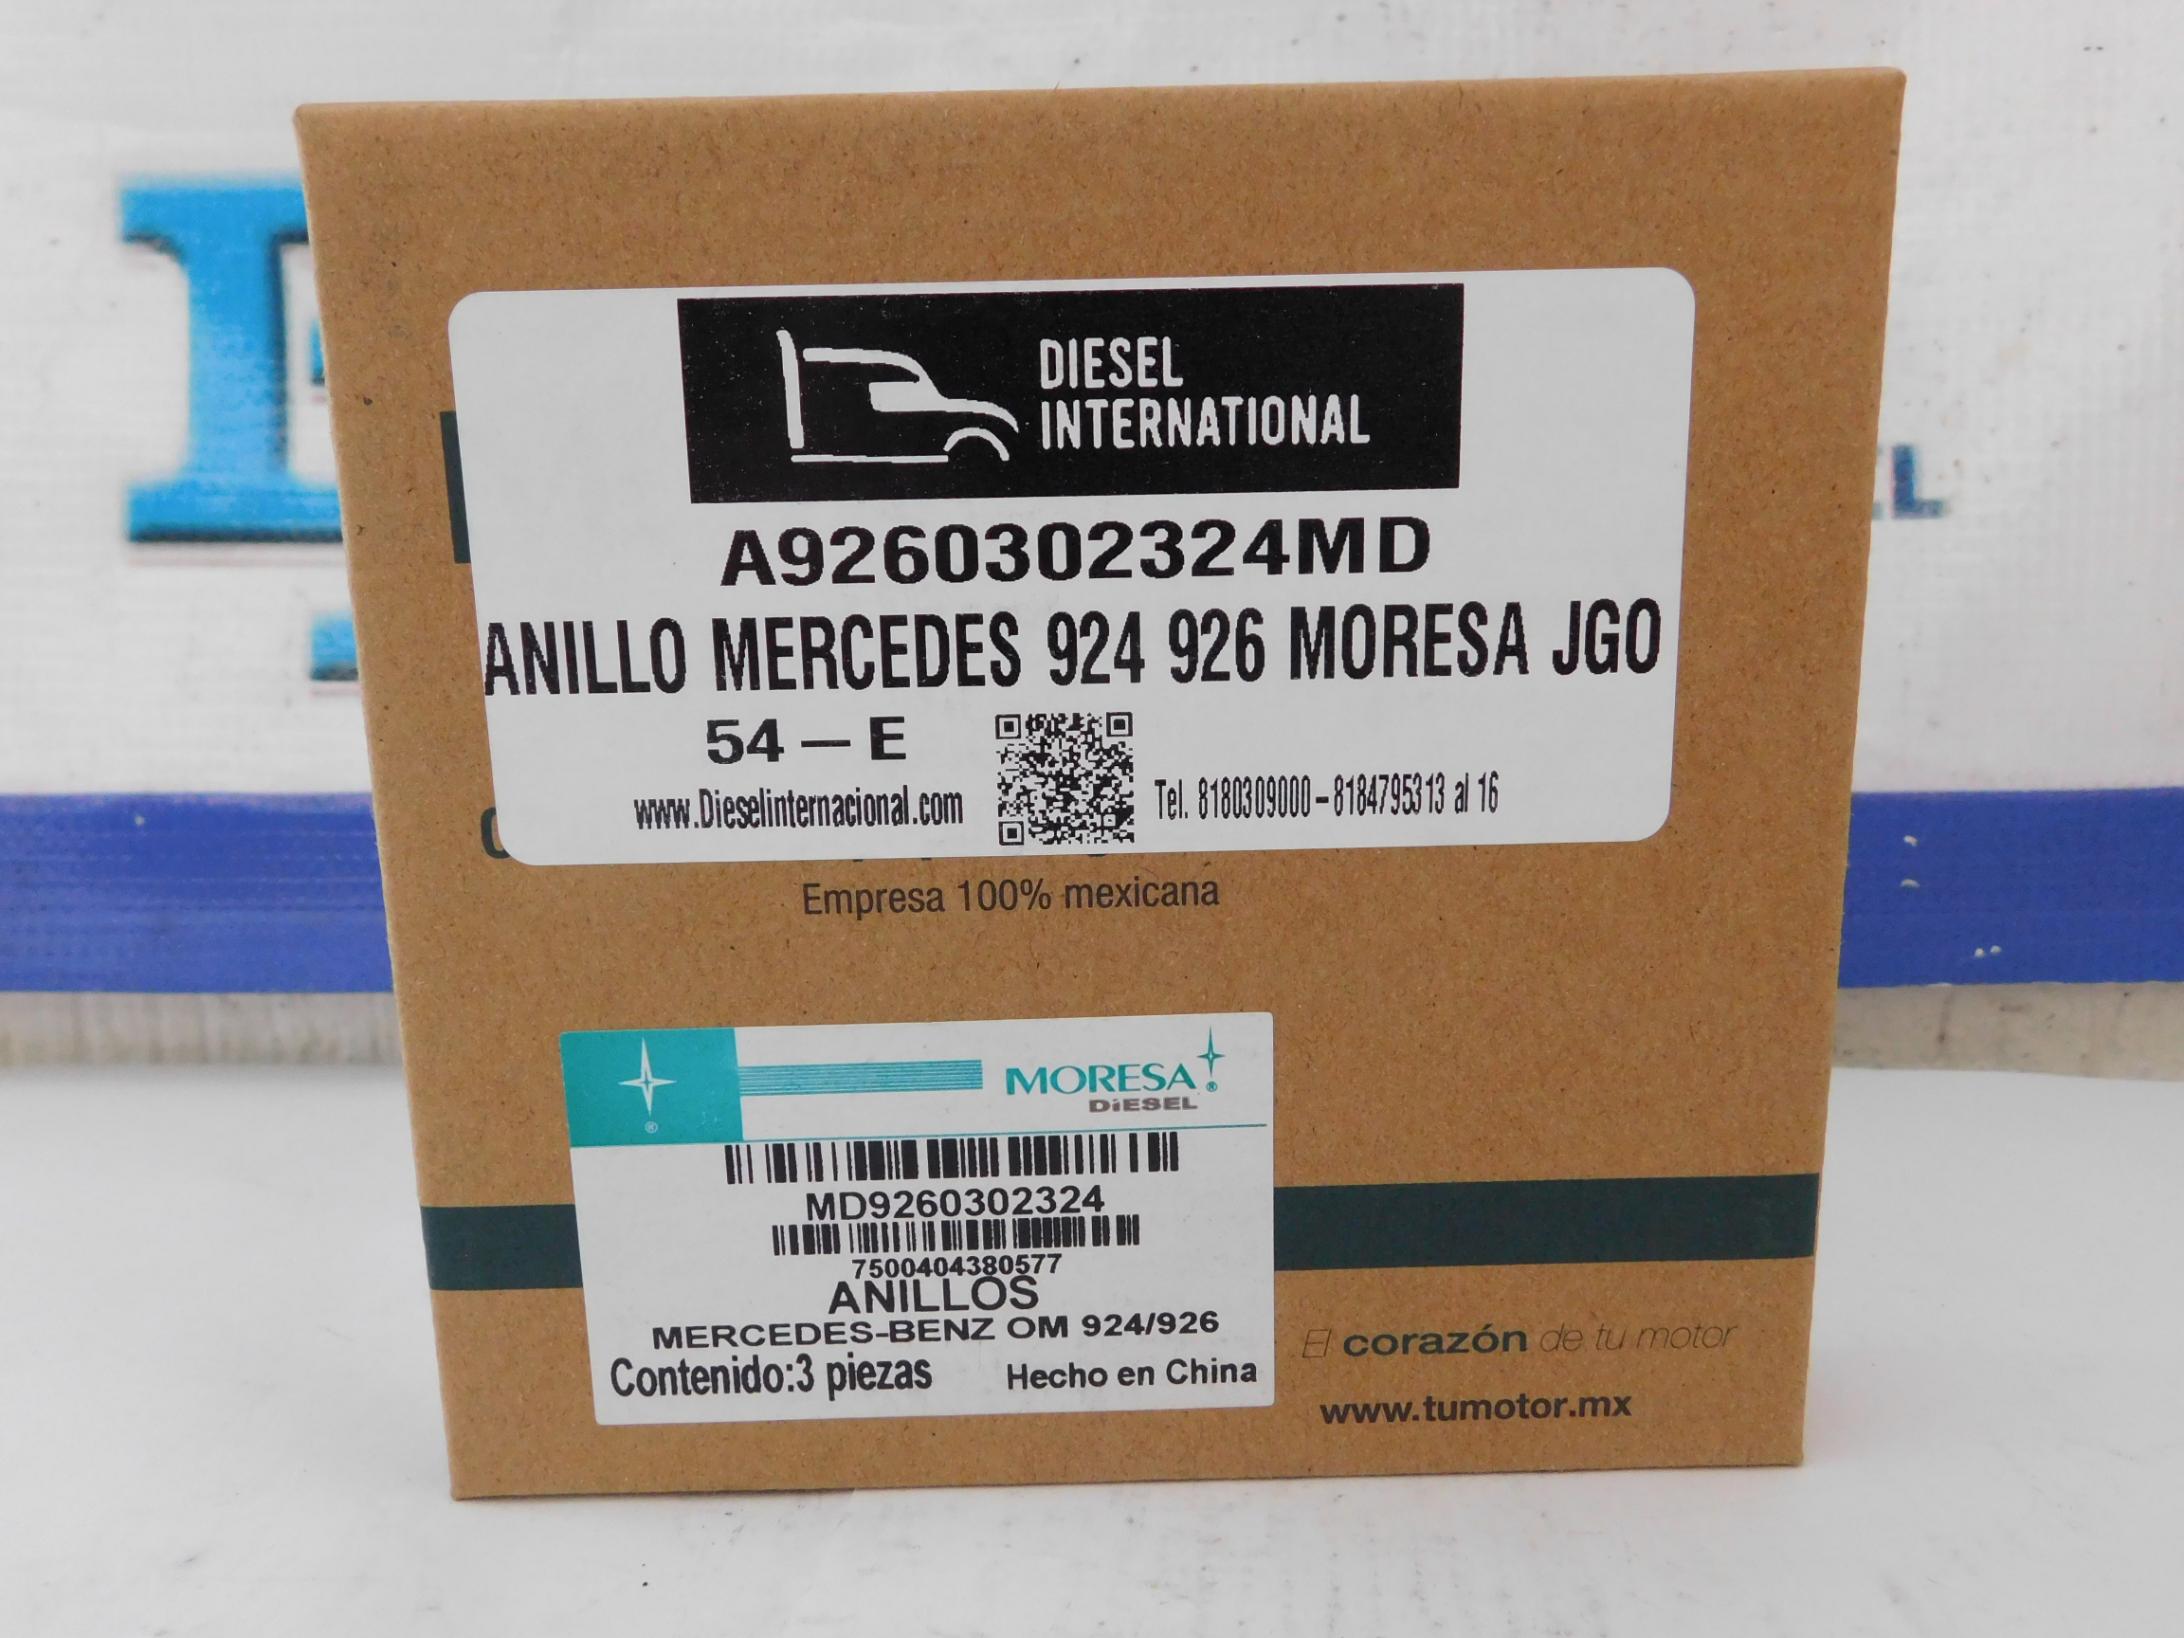 DIESEL
INTERNATIONAL
A9260302324MD
ANILLO MERCEDES 924 926 MORESA JGO
54 – E
www.Dieselinternacional.com
Tel. 8180309000-8184795313 al 16
Empresa 100% mexicana
MORESA®
DiESEL
®
MD9260302324
7500404380577
ANILLOS
MERCEDES-BENZ OM 924/926
Contenido:3 piezas
Hecho en China
El corazón de tu motor
www.tumotor.mx